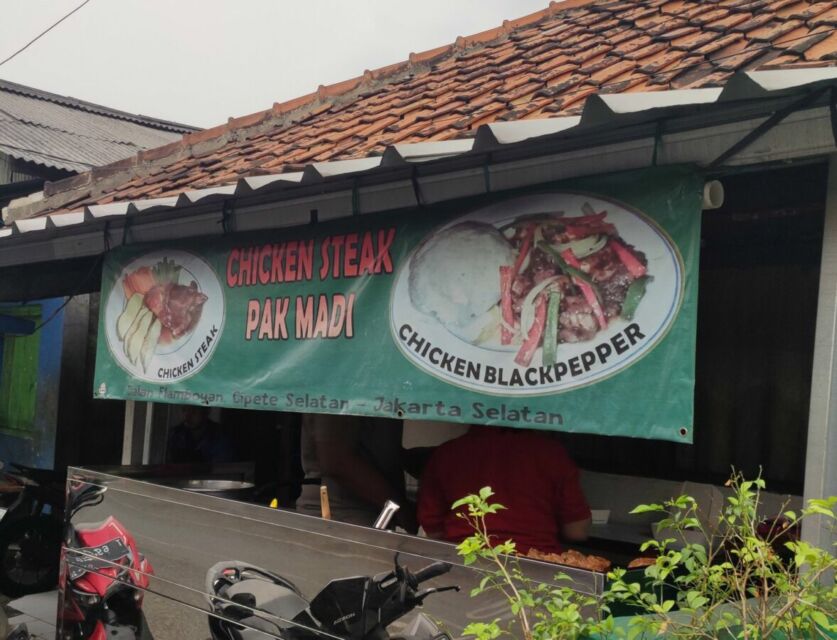 CHICKEN STEAK
PAK MADI
CHICKEN STEAK
CHICKEN BLACKPEPPER
Jalan Flamboyan, Cipete Selatan - Jakarta Selatan